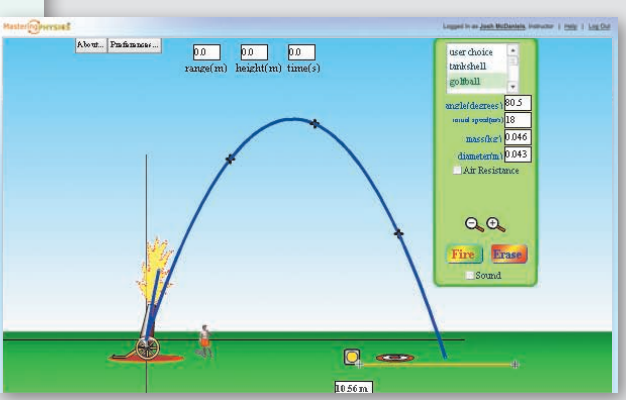 MasteringPHYSICS
Logged in as Josh McDaniels, Instructor | Help | Log Out
About... Preferences...
0.0 0.0 0.0
range(m) height(m) time(s)
user choice
tankshell
golfball
angle(degrees) 80.5
initial speed(m/s) 18
mass(kg) 0.046
diameter(m) 0.043
Air Resistance
Fire Erase
Sound
10.56 m